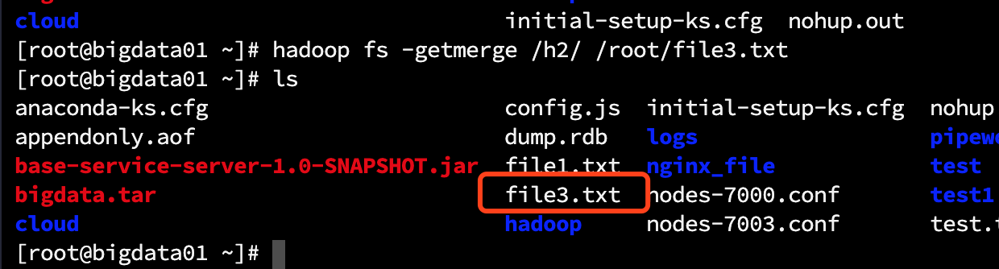 cloud initial-setup-ks.cfg nohup.out
[root@bigdata01 ~]# hadoop fs -getmerge /h2/ /root/file3.txt
[root@bigdata01 ~]# ls
anaconda-ks.cfg config.js initial-setup-ks.cfg nohup
appendonly.aof dump.rdb logs
base-service-server-1.0-SNAPSHOT.jar file1.txt nginx_file test
bigdata.tar file3.txt nodes-7000.conf test1
cloud hadoop nodes-7003.conf test.
[root@bigdata01 ~]#